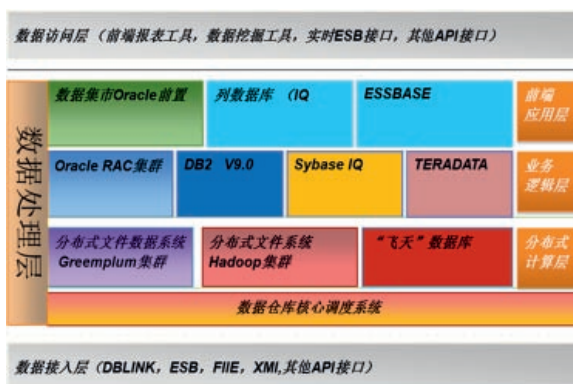 数据访问层（前端报表工具，数据挖掘工具，实时ESB接口，其他API接口）
数据处理层
数据集市Oracle前置
列数据库 （IQ
ESSBASE
前端
应用层
Oracle RAC集群
DB2 V9.0
Sybase IQ
TERADATA
业务
逻辑层
分布式文件数据系统
Greemplum集群
分布式文件系统
Hadoop集群
“飞天”数据库
分布式
计算层
数据仓库核心调度系统
数据接入层（DBLINK，ESB，FIIE，XMI,其他API接口）